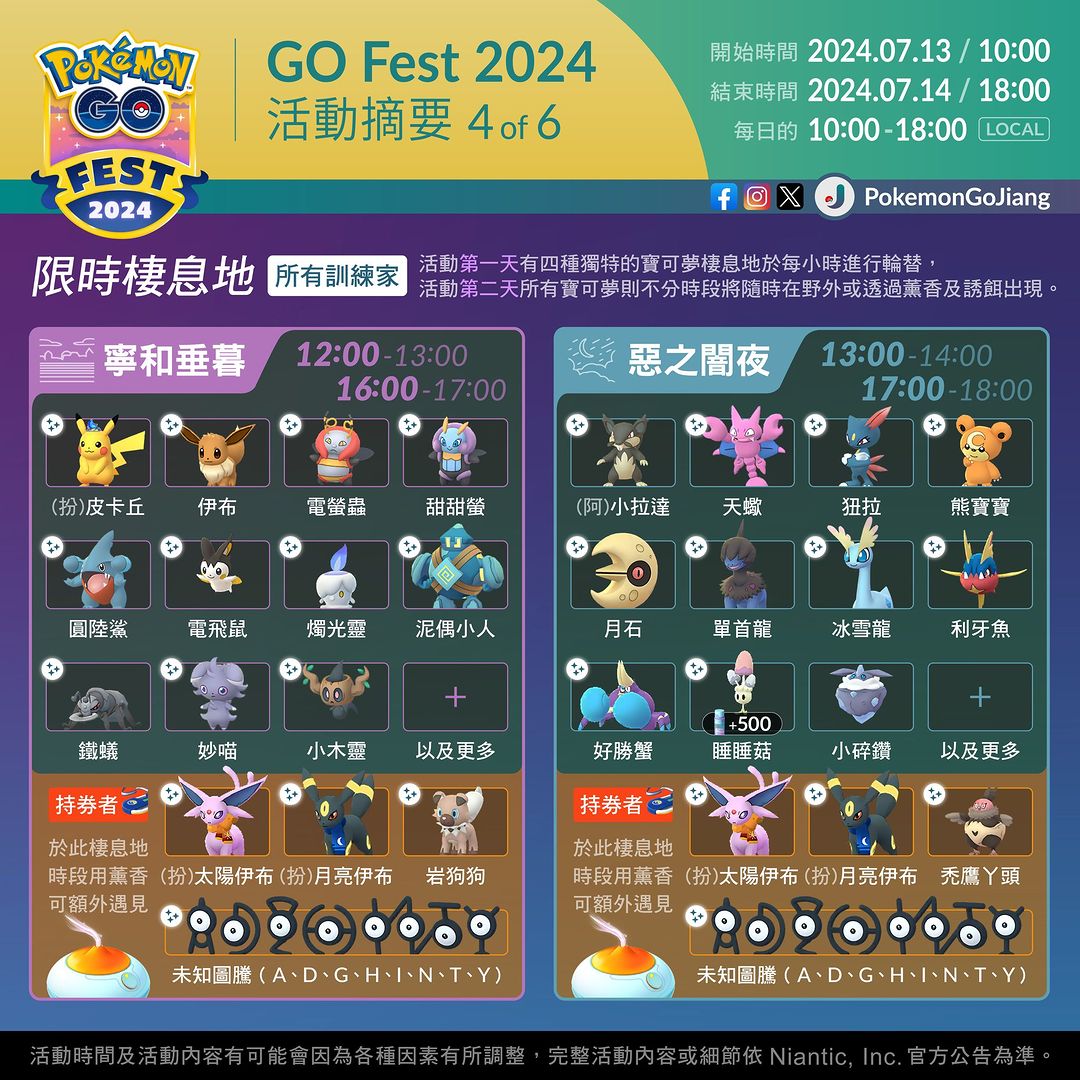 POKéMON
GO
FEST
2024
GO Fest 2024
活動摘要 4 of 6
開始時間 2024.07.13 / 10:00
結束時間 2024.07.14 / 18:00
每日的 10:00-18:00 LOCAL
PokemonGoJiang
限時棲息地 所有訓練家
活動第一天有四種獨特的寶可夢棲息地於每小時進行輪替，
活動第二天所有寶可夢則不分時段將隨時在野外或透過薰香及誘餌出現。
寧和垂暮
12:00-13:00
16:00-17:00
(扮)皮卡丘 伊布 電螢蟲 甜甜螢
圓陸鯊 電飛鼠 燭光靈 泥偶小人
鐵蟻 妙喵 小木靈 以及更多
持券者
於此棲息地
時段用薰香
可額外遇見
(扮)太陽伊布 (扮)月亮伊布 岩狗狗
A D G H I N T Y
未知圖騰（A、D、G、H、I、N、T、Y）
惡之闇夜
13:00-14:00
17:00-18:00
(阿)小拉達 天蠍 狃拉 熊寶寶
月石 單首龍 冰雪龍 利牙魚
+500
好勝蟹 睡睡菇 小碎鑽 以及更多
持券者
於此棲息地
時段用薰香
可額外遇見
(扮)太陽伊布 (扮)月亮伊布 禿鷹丫頭
A D G H I N T Y
未知圖騰（A、D、G、H、I、N、T、Y）
活動時間及活動內容有可能會因為各種因素有所調整，完整活動內容或細節依 Niantic, Inc. 官方公告為準。